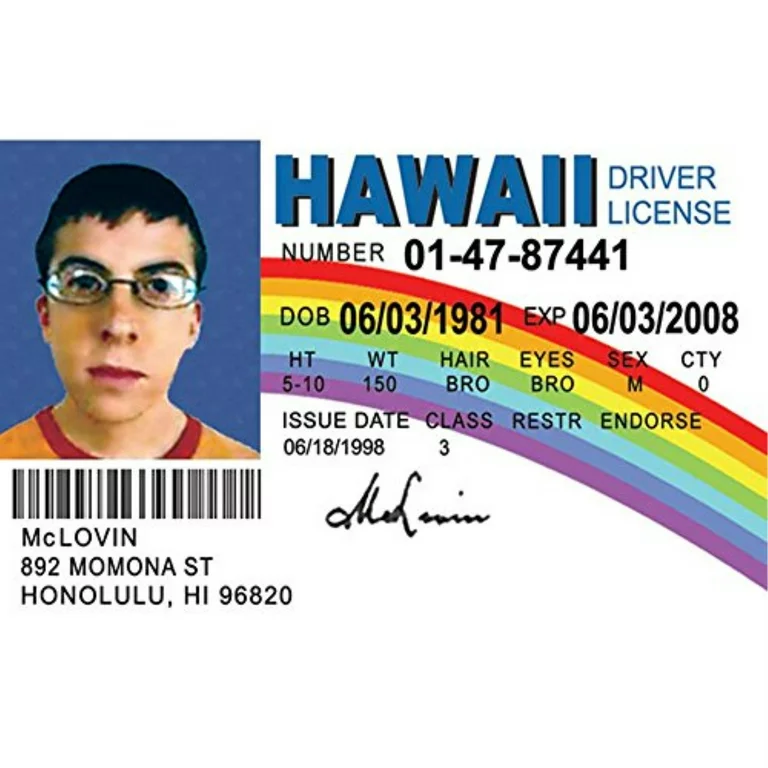 HAWAII DRIVER LICENSE
NUMBER 01-47-87441
DOB 06/03/1981 EXP 06/03/2008
HT WT HAIR EYES SEX CTY
5-10 150 BRO BRO M 0
ISSUE DATE CLASS RESTR ENDORSE
06/18/1998 3
McLovin
McLOVIN
892 MOMONA ST
HONOLULU, HI 96820